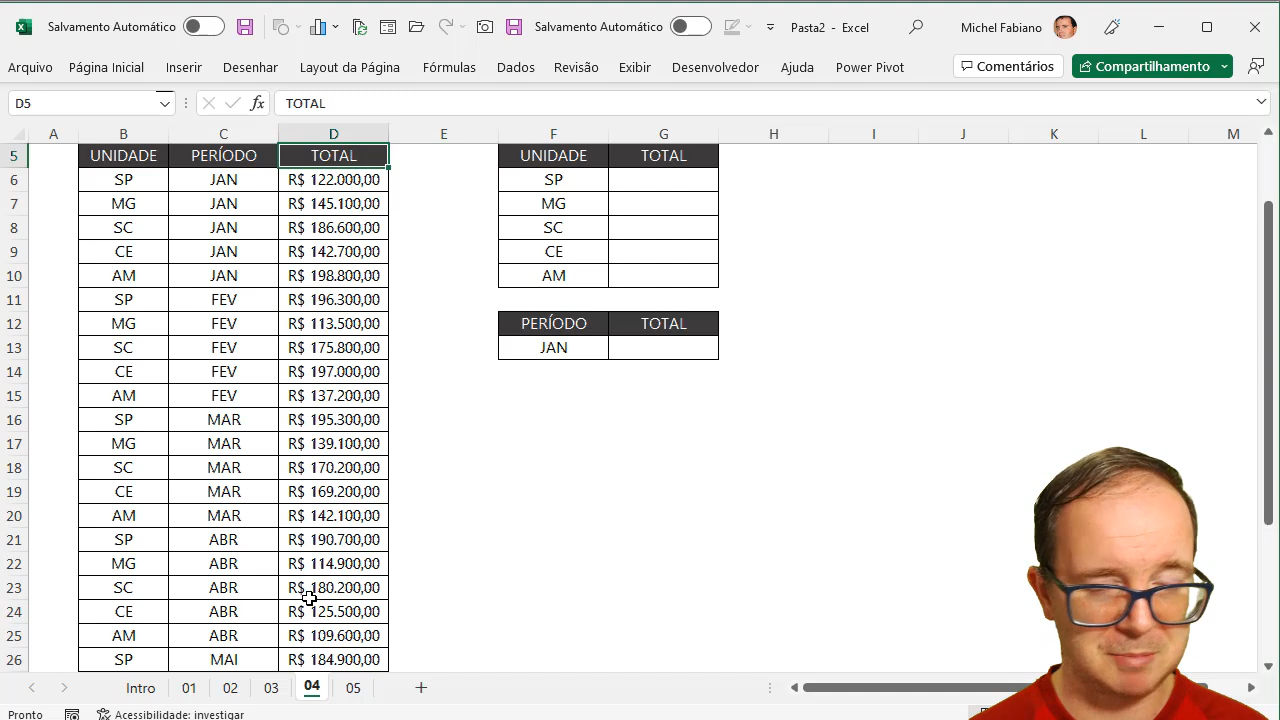 Salvamento Automático Salvamento Automático Pasta2 - Excel Michel Fabiano
Arquivo Página Inicial Inserir Desenhar Layout da Página Fórmulas Dados Revisão Exibir Desenvolvedor Ajuda Power Pivot Comentários Compartilhamento
D5 fx TOTAL
A B C D E F G H I J K L M
5 UNIDADE PERÍODO TOTAL UNIDADE TOTAL
6 SP JAN R$ 122.000,00 SP
7 MG JAN R$ 145.100,00 MG
8 SC JAN R$ 186.600,00 SC
9 CE JAN R$ 142.700,00 CE
10 AM JAN R$ 198.800,00 AM
11 SP FEV R$ 196.300,00
12 MG FEV R$ 113.500,00 PERÍODO TOTAL
13 SC FEV R$ 175.800,00 JAN
14 CE FEV R$ 197.000,00
15 AM FEV R$ 137.200,00
16 SP MAR R$ 195.300,00
17 MG MAR R$ 139.100,00
18 SC MAR R$ 170.200,00
19 CE MAR R$ 169.200,00
20 AM MAR R$ 142.100,00
21 SP ABR R$ 190.700,00
22 MG ABR R$ 114.900,00
23 SC ABR R$ 180.200,00
24 CE ABR R$ 125.500,00
25 AM ABR R$ 109.600,00
26 SP MAI R$ 184.900,00
Intro 01 02 03 04 05
Pronto Acessibilidade: investigar